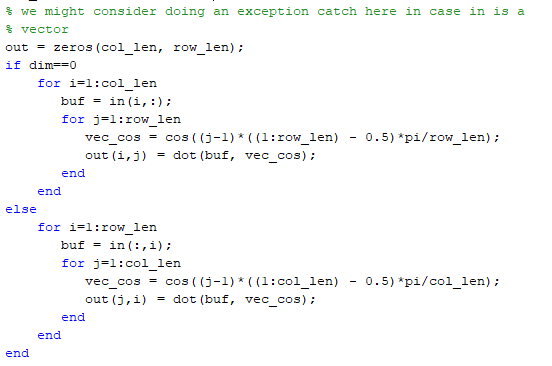 % we might consider doing an exception catch here in case in is a
% vector
out = zeros(col_len, row_len);
if dim==0
    for i=1:col_len
        buf = in(i,:);
        for j=1:row_len
            vec_cos = cos((j-1)*((1:row_len) - 0.5)*pi/row_len);
            out(i,j) = dot(buf, vec_cos);
        end
    end
else
    for i=1:row_len
        buf = in(:,i);
        for j=1:col_len
            vec_cos = cos((j-1)*((1:col_len) - 0.5)*pi/col_len);
            out(j,i) = dot(buf, vec_cos);
        end
    end
end